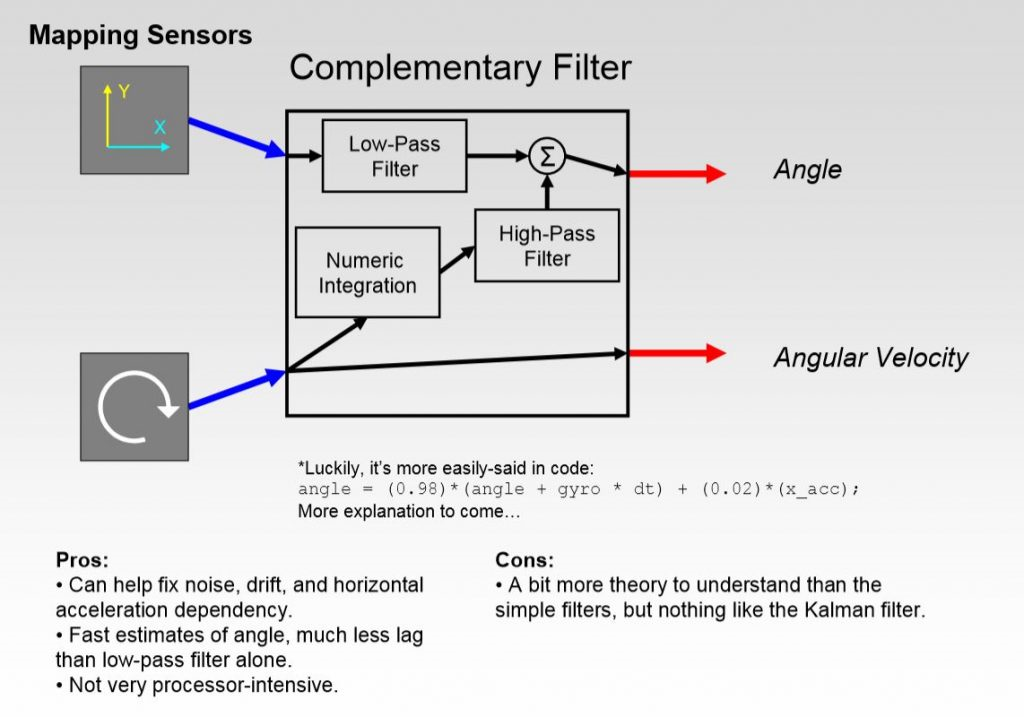 Mapping Sensors
Complementary Filter
Y
X
Low-Pass
Filter
Σ
Angle
High-Pass
Filter
Numeric
Integration
Angular Velocity
*Luckily, it's more easily-said in code:
angle = (0.98)*(angle + gyro * dt) + (0.02)*(x_acc);
More explanation to come…
Pros:
• Can help fix noise, drift, and horizontal
acceleration dependency.
• Fast estimates of angle, much less lag
than low-pass filter alone.
• Not very processor-intensive.
Cons:
• A bit more theory to understand than the
simple filters, but nothing like the Kalman filter.